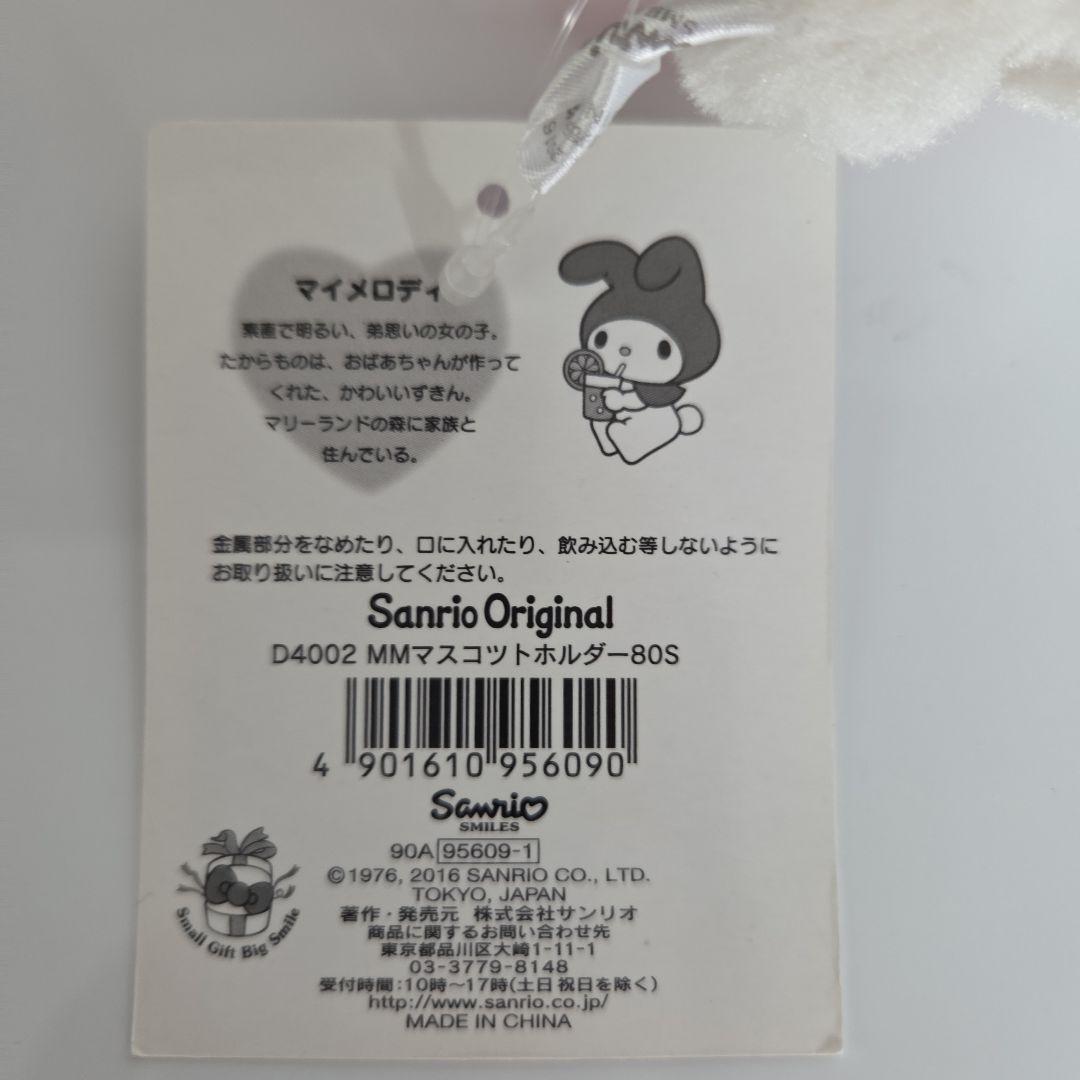 マイメロディ
素直で明るい、弟思いの女の子。
たからものは、おばあちゃんが作って
くれた、かわいいずきん。
マリーランドの森に家族と
住んでいる。
金属部分をなめたり、口に入れたり、飲み込む等しないように
お取り扱いに注意してください。
Sanrio Original
D4002 MMマスコツトホルダー80S
4 901610 956090
Sanrio
SMILES
90A 95609-1
©1976, 2016 SANRIO CO., LTD.
TOKYO, JAPAN
著作・発売元 株式会社サンリオ
商品に関するお問い合わせ先
東京都品川区大崎1-11-1
03-3779-8148
受付時間:10時～17時(土日祝日を除く)
http://www.sanrio.co.jp/
MADE IN CHINA
Small Gift Big Smile